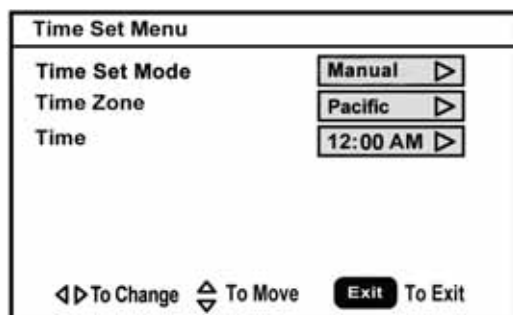 Time Set Menu
Time Set Mode Manual
Time Zone Pacific
Time 12:00 AM
To Change To Move Exit To Exit